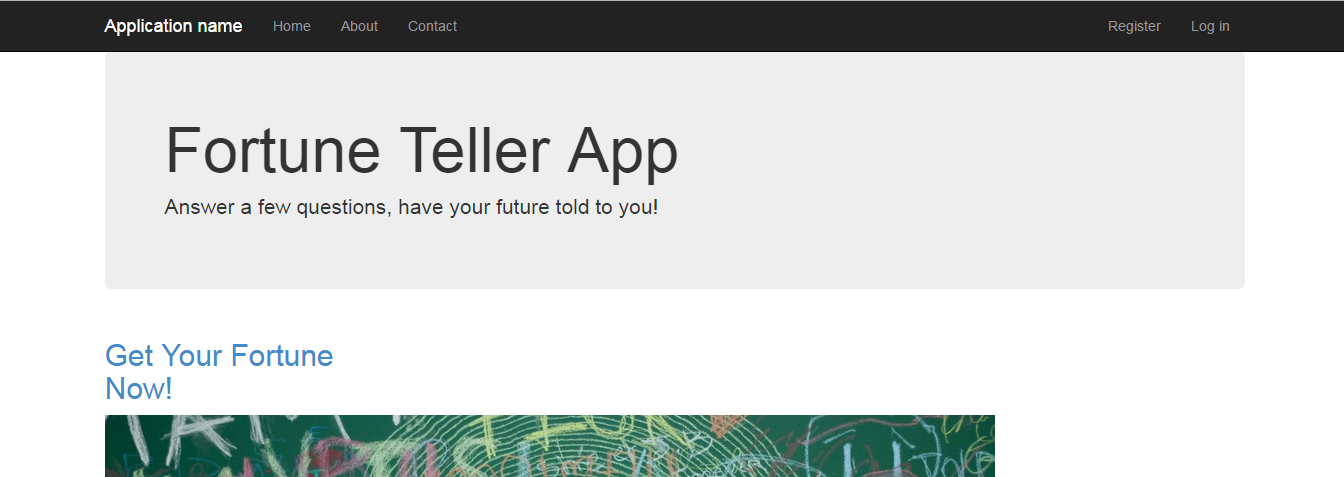 Application name Home About Contact Register Log in
Fortune Teller App
Answer a few questions, have your future told to you!
Get Your Fortune
Now!